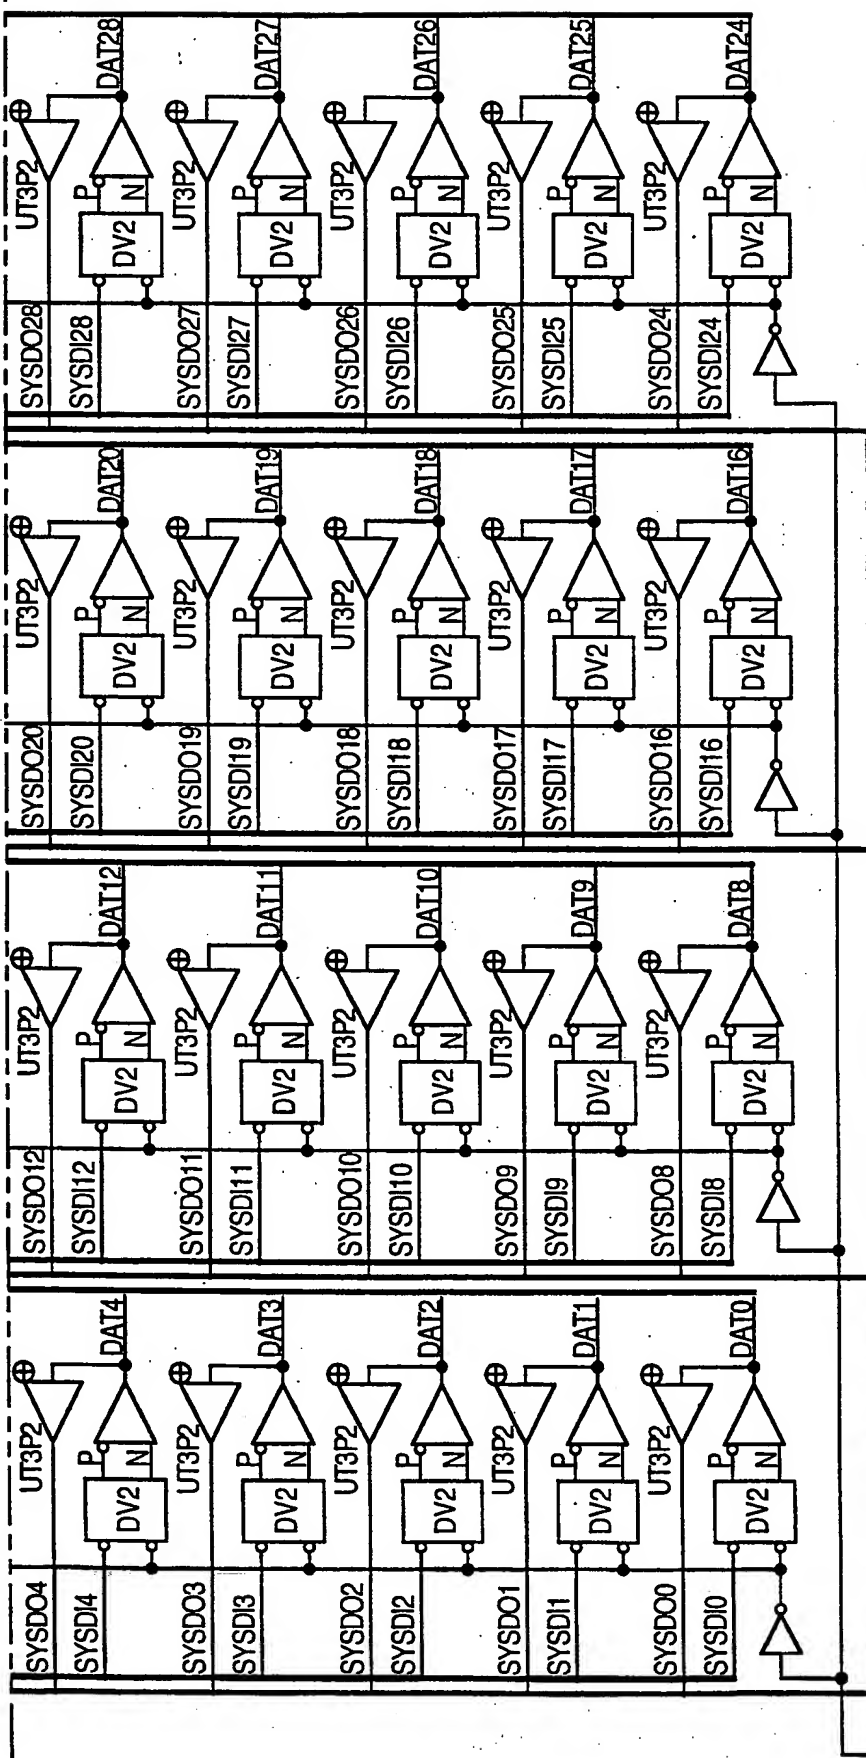 DAT28
UT3P2
P
N
DV2
SYSDO28
SYSDI28
DAT27
UT3P2
P
N
DV2
SYSDO27
SYSDI27
DAT26
UT3P2
P
N
DV2
SYSDO26
SYSDI26
DAT25
UT3P2
P
N
DV2
SYSDO25
SYSDI25
DAT24
UT3P2
P
N
DV2
SYSDO24
SYSDI24
DAT20
UT3P2
P
N
DV2
SYSDO20
SYSDI20
DAT19
UT3P2
P
N
DV2
SYSDO19
SYSDI19
DAT18
UT3P2
P
N
DV2
SYSDO18
SYSDI18
DAT17
UT3P2
P
N
DV2
SYSDO17
SYSDI17
DAT16
UT3P2
P
N
DV2
SYSDO16
SYSDI16
DAT12
UT3P2
P
N
DV2
SYSDO12
SYSDI12
DAT11
UT3P2
P
N
DV2
SYSDO11
SYSDI11
DAT10
UT3P2
P
N
DV2
SYSDO10
SYSDI10
DAT9
UT3P2
P
N
DV2
SYSDO9
SYSDI9
DAT8
UT3P2
P
N
DV2
SYSDO8
SYSDI8
DAT4
UT3P2
P
N
DV2
SYSDO4
SYSDI4
DAT3
UT3P2
P
N
DV2
SYSDO3
SYSDI3
DAT2
UT3P2
P
N
DV2
SYSDO2
SYSDI2
DAT1
UT3P2
P
N
DV2
SYSDO1
SYSDI1
DAT0
UT3P2
P
N
DV2
SYSDO0
SYSDI0